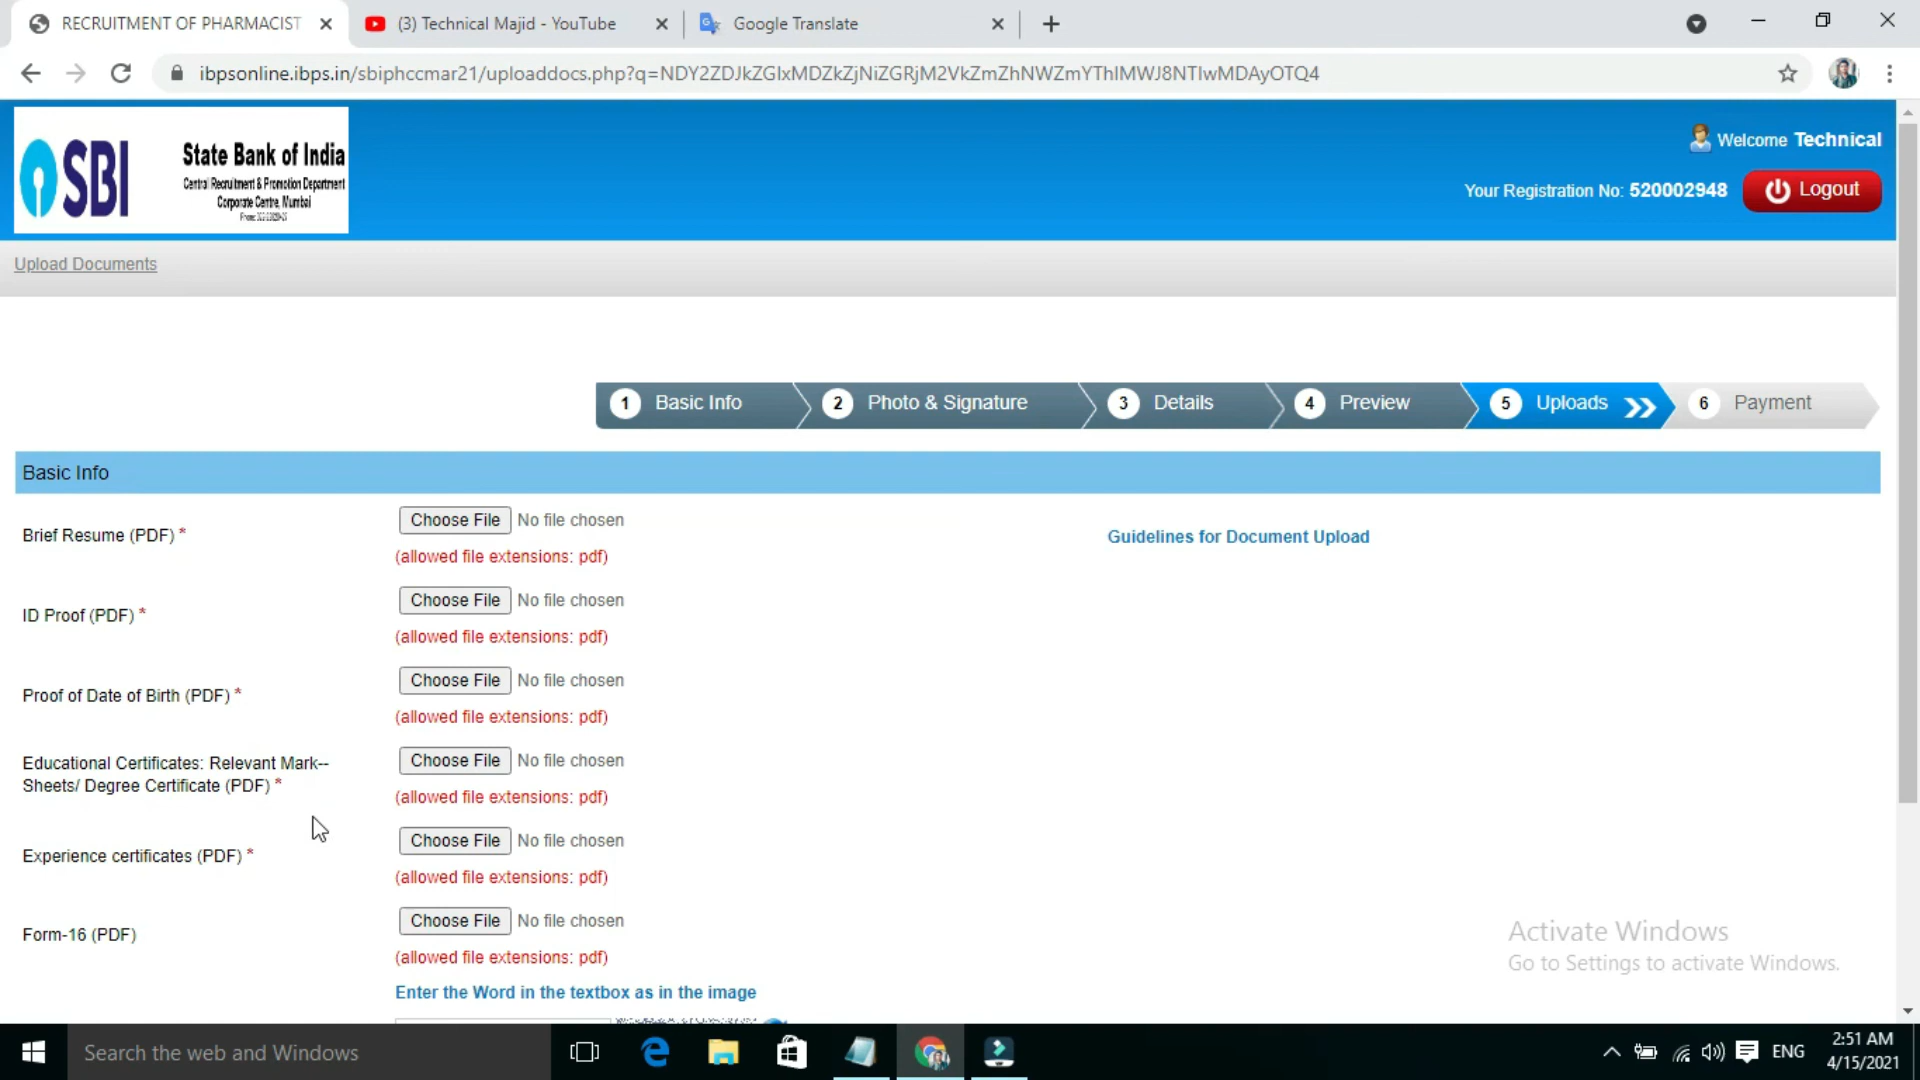 RECRUITMENT OF PHARMACIST
(3) Technical Majid - YouTube
Google Translate
ibpsonline.ibps.in/sbiphccmar21/uploaddocs.php?q=NDY2ZDJkZGIxMDZkZjNiZGRjM2VkZmZhNWZmYThlMWJ8NTIwMDAyOTQ4
SBI
State Bank of India
Central Recruitment & Promotion Department
Corporate Centre, Mumbai
Welcome Technical
Your Registration No: 520002948
Logout
Upload Documents
1 Basic Info
2 Photo & Signature
3 Details
4 Preview
5 Uploads
6 Payment
Basic Info
Brief Resume (PDF) *
Choose File No file chosen
(allowed file extensions: pdf)
Guidelines for Document Upload
ID Proof (PDF) *
Choose File No file chosen
(allowed file extensions: pdf)
Proof of Date of Birth (PDF) *
Choose File No file chosen
(allowed file extensions: pdf)
Educational Certificates: Relevant Mark--
Sheets/ Degree Certificate (PDF) *
Choose File No file chosen
(allowed file extensions: pdf)
Experience certificates (PDF) *
Choose File No file chosen
(allowed file extensions: pdf)
Form-16 (PDF)
Choose File No file chosen
(allowed file extensions: pdf)
Enter the Word in the textbox as in the image
Activate Windows
Go to Settings to activate Windows.
Search the web and Windows
ENG
2:51 AM
4/15/2021